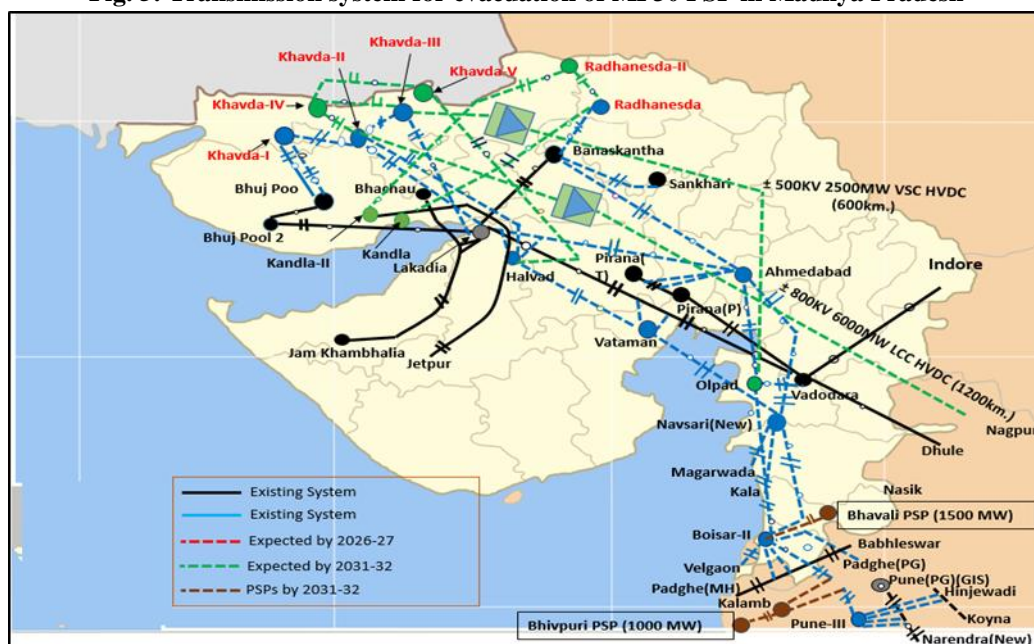 Fig. 3. Transmission system for evacuation of MP30 PSP in Madhya Pradesh
Khavda-III
Khavda-II
Khavda-V
Radhanesda-II
Khavda-IV
Radhanesda
Khavda-I
Banaskantha
Bhuj Poo
Bhachau
Sankhari
± 500KV 2500MW VSC HVDC
(600km.)
Bhuj Pool 2
Kandla
Kandla-II
Lakadia
Halvad
Pirana(
T)
Ahmedabad
Indore
Pirana(P)
± 800KV 6000MW LCC HVDC (1200km.)
Vataman
Jam Khambhalia
Jetpur
Olpad
Vadodara
Nagpur
Navsari(New)
Dhule
Magarwada
Kala
Nasik
Existing System
Existing System
Expected by 2026-27
Expected by 2031-32
PSPs by 2031-32
Bhavali PSP (1500 MW)
Boisar-II
Babhleswar
Velgaon
Padghe(PG)
Padghe(MH)
Pune(PG)(GIS)
Hinjewadi
Kalamb
Koyna
Bhivpuri PSP (1000 MW)
Pune-III
Narendra(New)